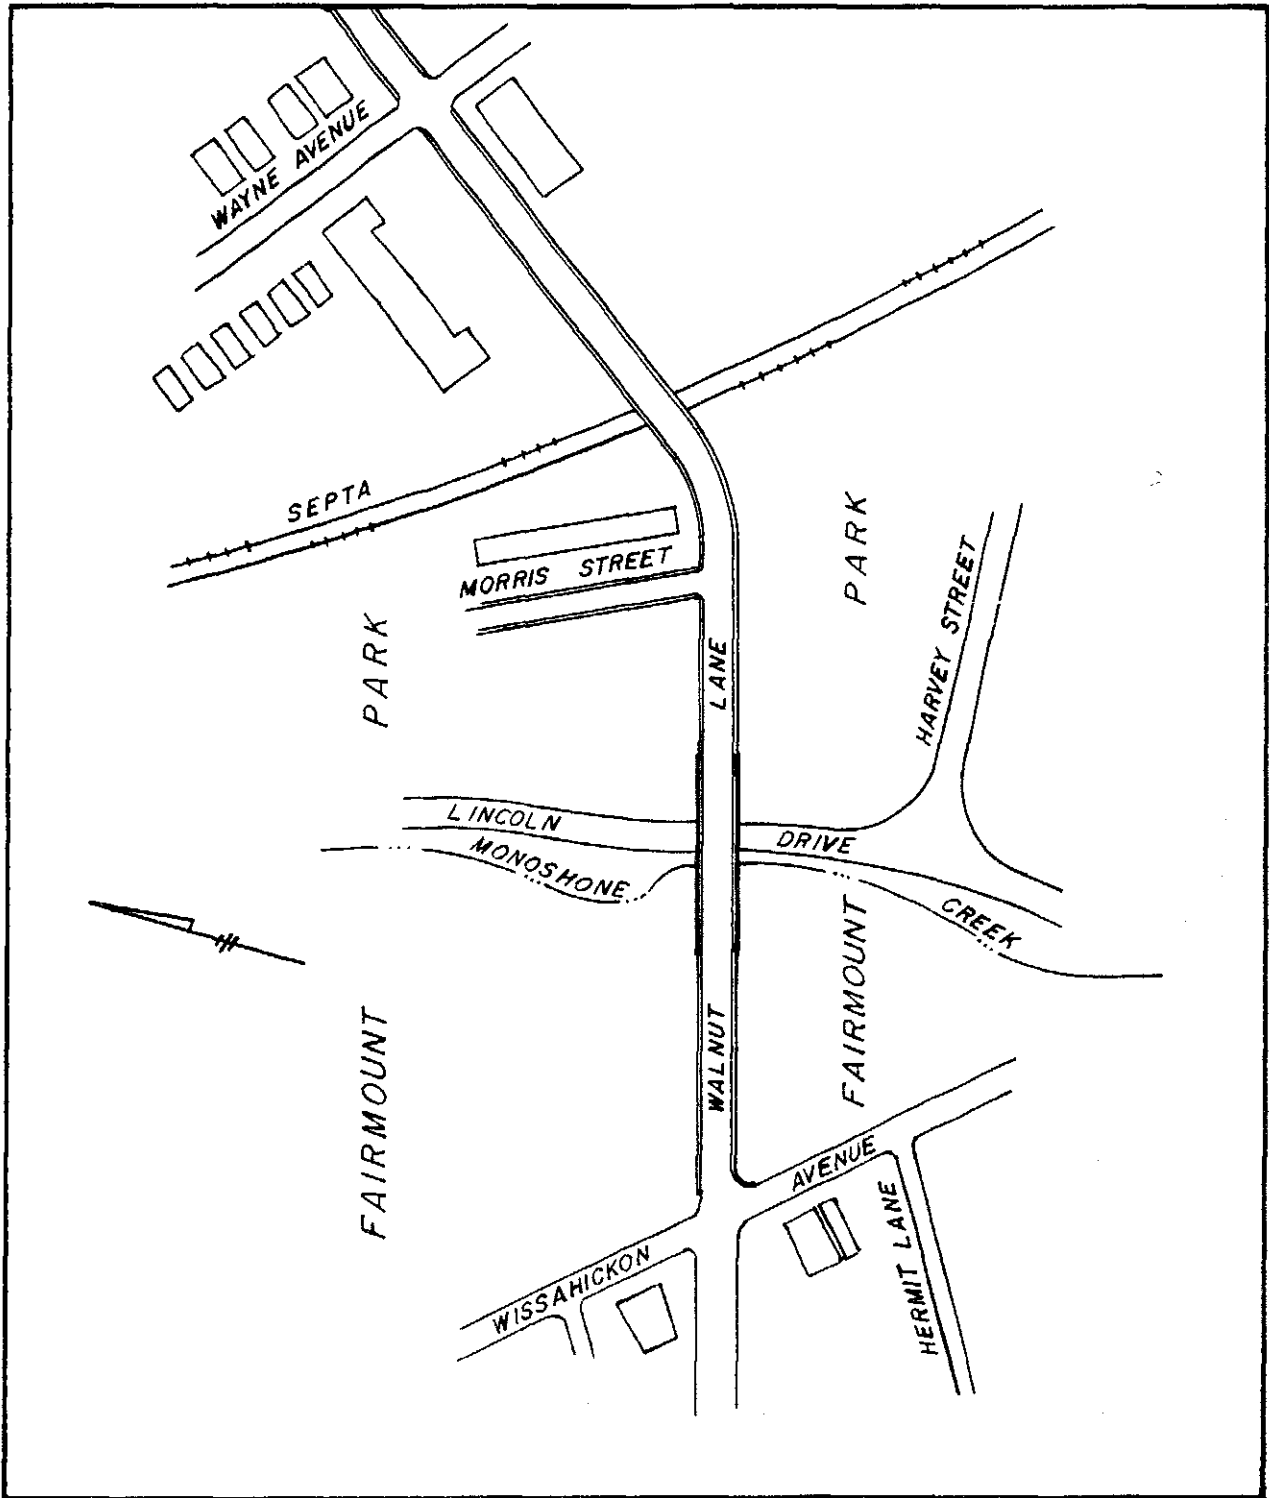 WAYNE AVENUE
SEPTA
MORRIS STREET
PARK
PARK
HARVEY STREET
LANE
LINCOLN
DRIVE
MONOSHONE
CREEK
FAIRMOUNT
FAIRMOUNT
WALNUT
AVENUE
WISSAHICKON
HERMIT LANE